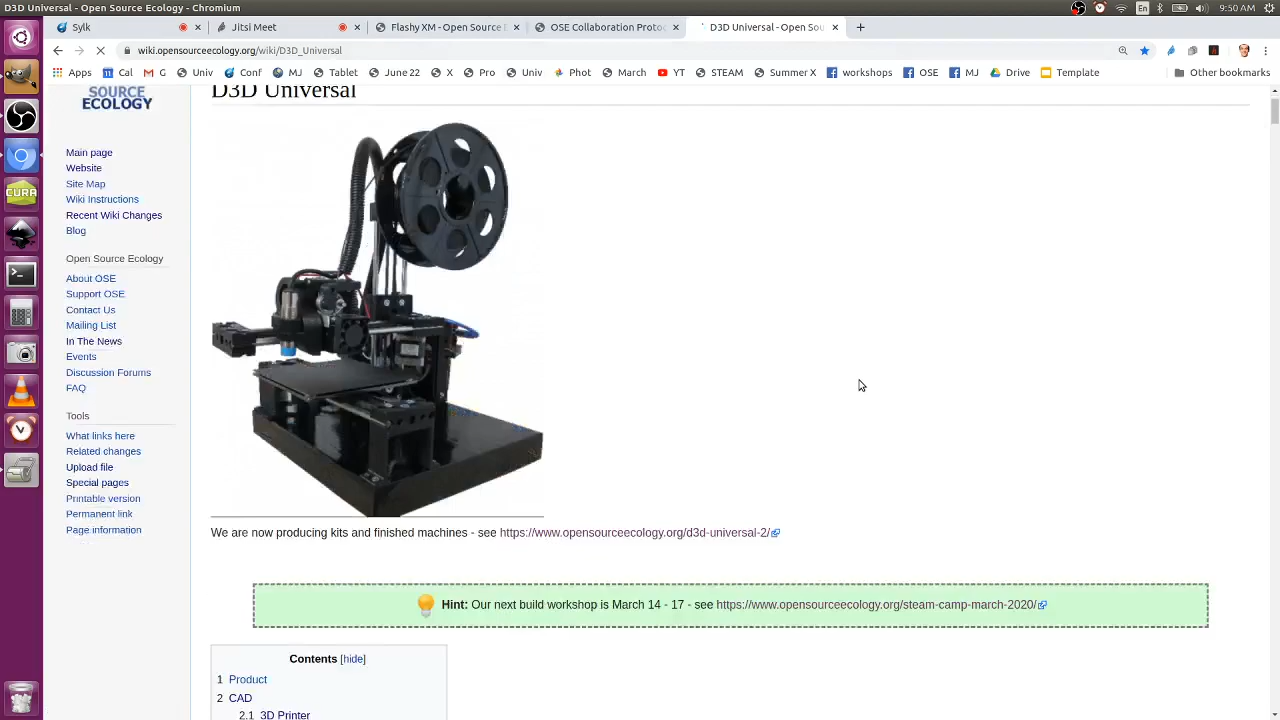 D3D Universal - Open Source Ecology - Chromium
En
9:50 AM
Sylk
Jitsi Meet
Flashy XM - Open Source E
OSE Collaboration Protoc
D3D Universal - Open Sou
wiki.opensourceecology.org/wiki/D3D_Universal
Apps
Cal
G
Univ
Conf
MJ
Tablet
June 22
X
Pro
Univ
Phot
March
YT
STEAM
Summer X
workshops
OSE
MJ
Drive
Template
Other bookmarks
CURA
SOURCE
ECOLOGY
Main page
Website
Site Map
Wiki Instructions
Recent Wiki Changes
Blog
Open Source Ecology
About OSE
Support OSE
Contact Us
Mailing List
In The News
Events
Discussion Forums
FAQ
Tools
What links here
Related changes
Upload file
Special pages
Printable version
Permanent link
Page information
D3D Universal
We are now producing kits and finished machines - see https://www.opensourceecology.org/d3d-universal-2/
Hint: Our next build workshop is March 14 - 17 - see https://www.opensourceecology.org/steam-camp-march-2020/
Contents [hide]
1 Product
2 CAD
2.1 3D Printer